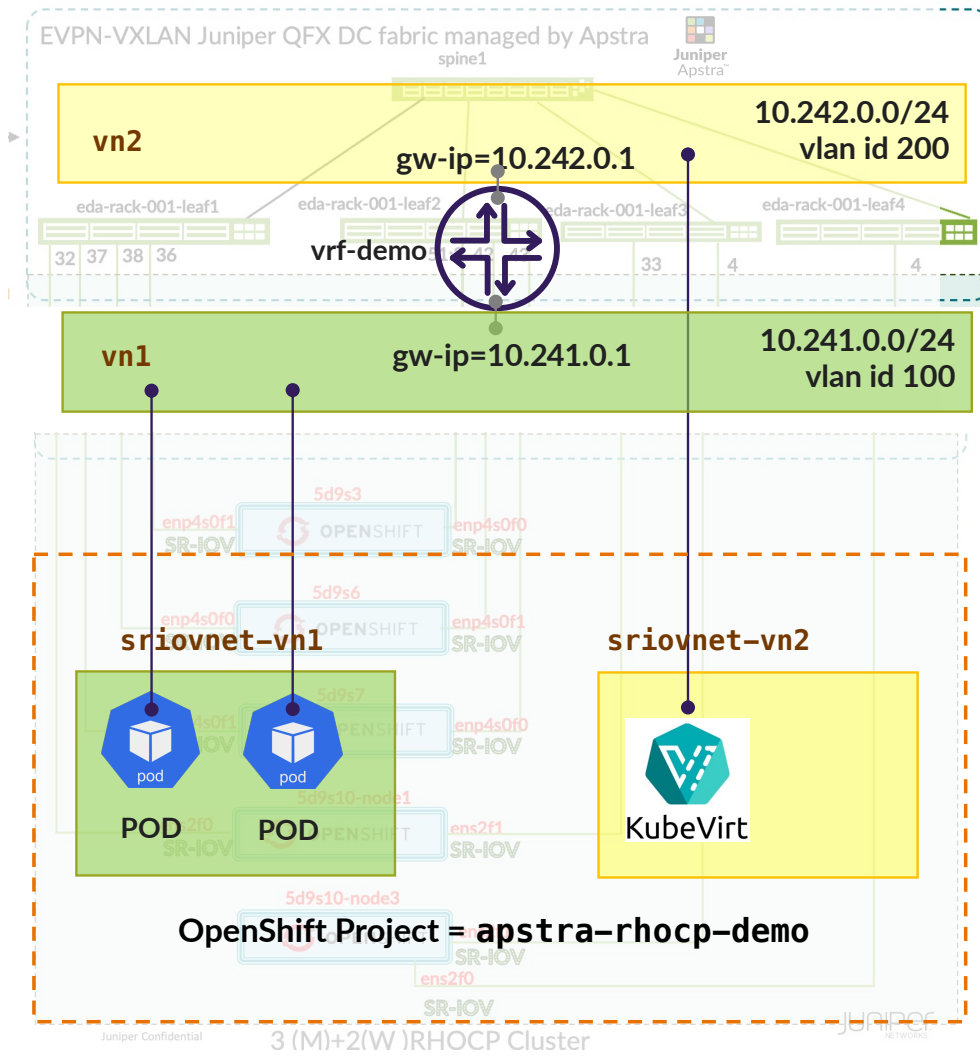 EVPN-VXLAN Juniper QFX DC fabric managed by Apstra
Juniper
Apstra™
spine1
10.242.0.0/24
vlan id 200
vn2
gw-ip=10.242.0.1
eda-rack-001-leaf1
eda-rack-001-leaf2
eda-rack-001-leaf3
eda-rack-001-leaf4
vrf-demo
32 37 38 36
33
4
4
10.241.0.0/24
vlan id 100
vn1
gw-ip=10.241.0.1
5d9s3
enp4s0f1
OPENSHIFT
enp4s0f0
SR-IOV
SR-IOV
5d9s6
enp4s0f0
OPENSHIFT
enp4s0f1
sriovnet-vn1
sriovnet-vn2
5d9s7
enp4s0f0
SR-IOV
pod
pod
POD
POD
KubeVirt
5d9s10-node1
ens2f1
SR-IOV
5d9s10-node3
OpenShift Project = apstra-rhocp-demo
SR-IOV
ens2f0
SR-IOV
Juniper Confidential
3 (M)+2(W )RHOCP Cluster
JUNIPER
NETWORKS